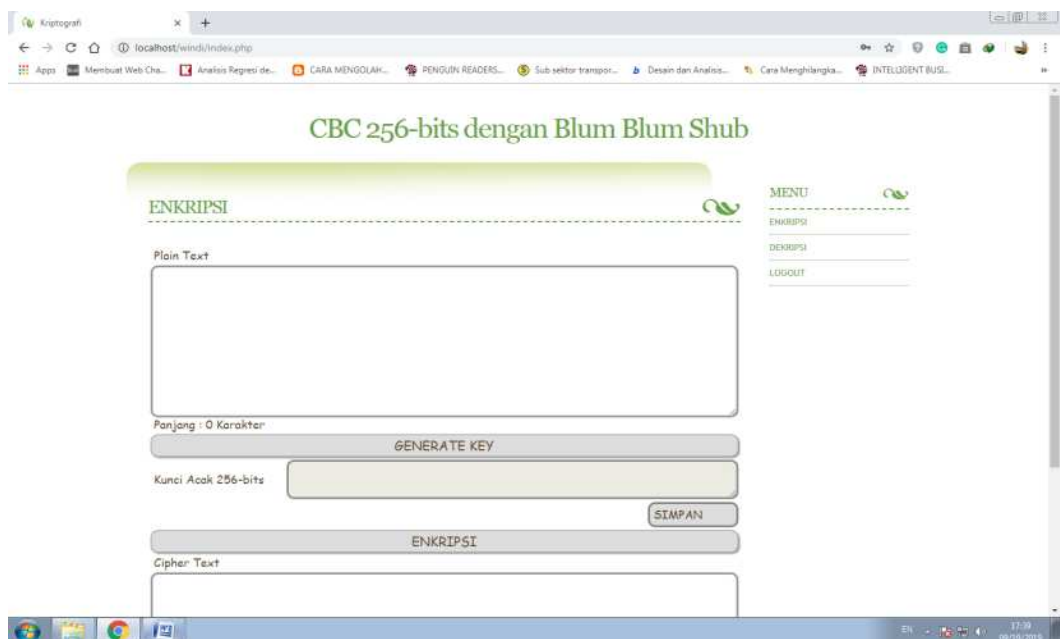 Kriptografi
localhost/windi/index.php
Apps Membuat Web Cha... Analisis Regresi de... CARA MENGOLAH... PENGUIN READERS... Sub sektor transpor... Desain dan Analisis... Cara Menghilangka... INTELLIGENT BUSI...
CBC 256-bits dengan Blum Blum Shub
ENKRIPSI
Plain Text
Panjang : 0 Karakter
GENERATE KEY
Kunci Acak 256-bits
SIMPAN
ENKRIPSI
Cipher Text
MENU
ENKRIPSI
DEKRIPSI
LOGOUT
EN
17:39